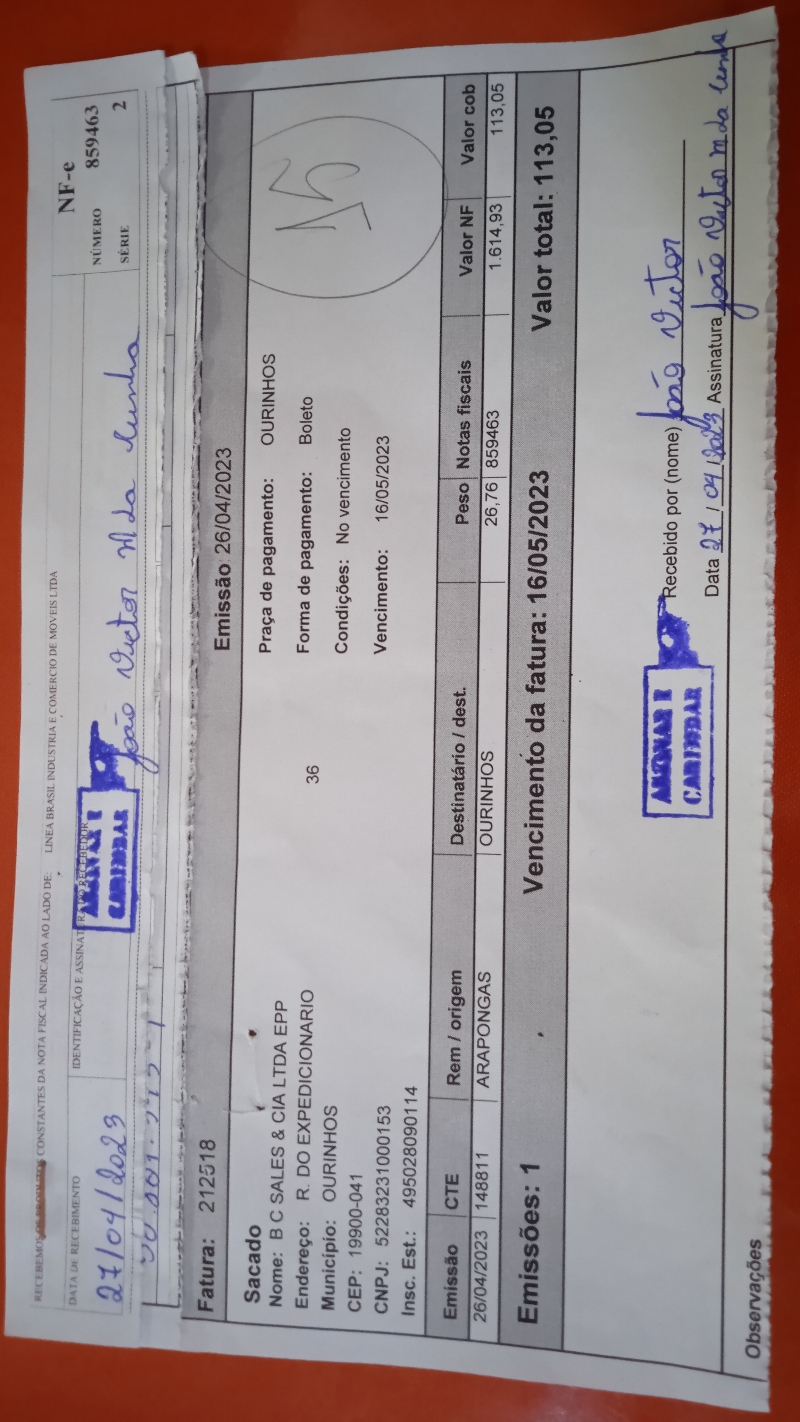 RECEBEMOS OS PRODUTOS CONSTANTES DA NOTA FISCAL INDICADA AO LADO DE: LINEA BRASIL INDUSTRIA E COMERCIO DE MOVEIS LTDA
NF-e
DATA DE RECEBIMENTO IDENTIFICAÇÃO E ASSINATURA DO RECEBEDOR
NÚMERO 859463
SÉRIE 2
27/04/2023 João Victor M da Cunha
Fatura: 212518 Emissão 26/04/2023
Sacado
Nome: B C SALES & CIA LTDA EPP Praça de pagamento: OURINHOS
Endereço: R. DO EXPEDICIONARIO 36 Forma de pagamento: Boleto
Município: OURINHOS Condições: No vencimento
CEP: 19900-041
CNPJ: 52283231000153 Vencimento: 16/05/2023
Insc. Est.: 495028090114
Emissão CTE Rem / origem Destinatário / dest. Peso Notas fiscais Valor NF Valor cob
26/04/2023 148811 ARAPONGAS OURINHOS 26,76 859463 1.614,93 113,05
Emissões: 1 Vencimento da fatura: 16/05/2023 Valor total: 113,05
Recebido por (nome) João Victor
Data 27 / 04 / 2023 Assinatura João Victor M da Cunha
Observações